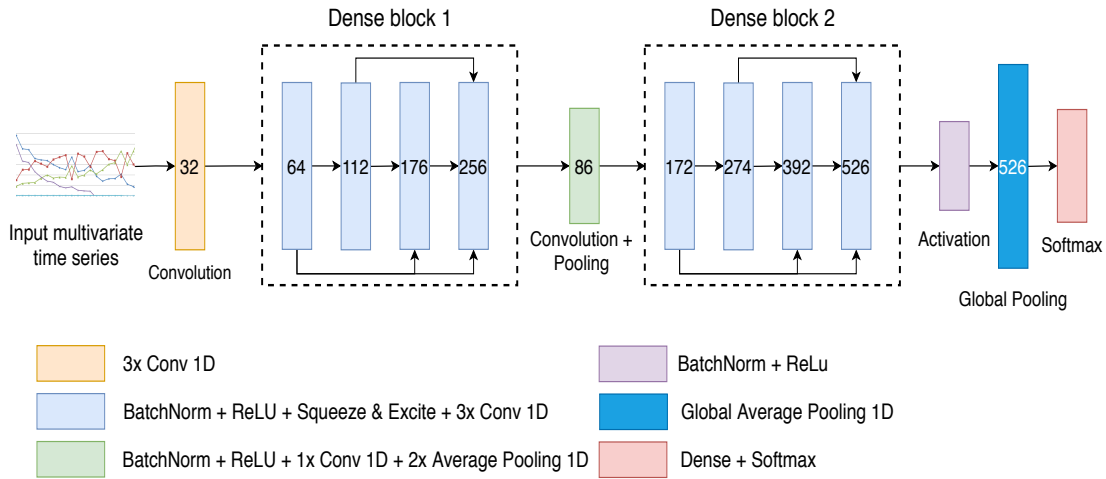 Dense block 1
Dense block 2
32
64
112
176
256
86
172
274
392
526
526
Input multivariate
time series
Convolution
Convolution +
Pooling
Activation
Global Pooling
Softmax
3x Conv 1D
BatchNorm + ReLU + Squeeze & Excite + 3x Conv 1D
BatchNorm + ReLU + 1x Conv 1D + 2x Average Pooling 1D
BatchNorm + ReLu
Global Average Pooling 1D
Dense + Softmax